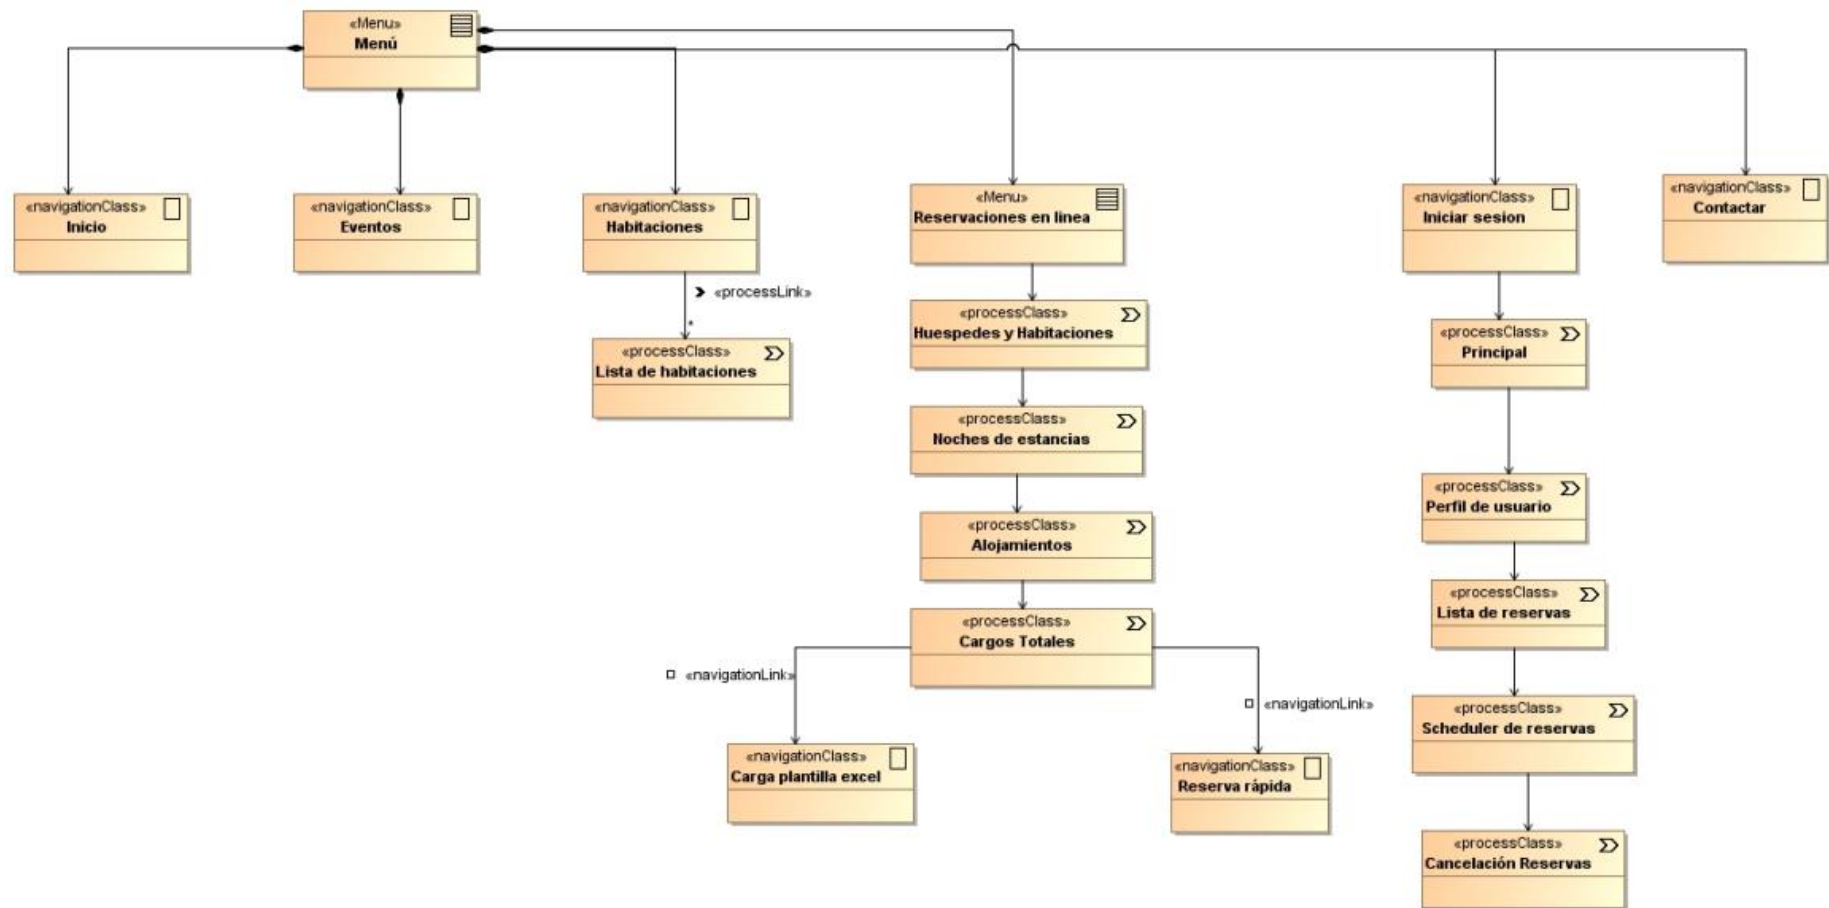 «Menu»
Menú
«navigationClass»
Inicio
«navigationClass»
Eventos
«navigationClass»
Habitaciones
«processLink»
*
«processClass»
Lista de habitaciones
«Menu»
Reservaciones en linea
«processClass»
Huespedes y Habitaciones
«processClass»
Noches de estancias
«processClass»
Alojamientos
«processClass»
Cargos Totales
«navigationLink»
«navigationLink»
«navigationClass»
Carga plantilla excel
«navigationClass»
Reserva rápida
«navigationClass»
Iniciar sesion
«processClass»
Principal
«processClass»
Perfil de usuario
«processClass»
Lista de reservas
«processClass»
Scheduler de reservas
«processClass»
Cancelación Reservas
«navigationClass»
Contactar